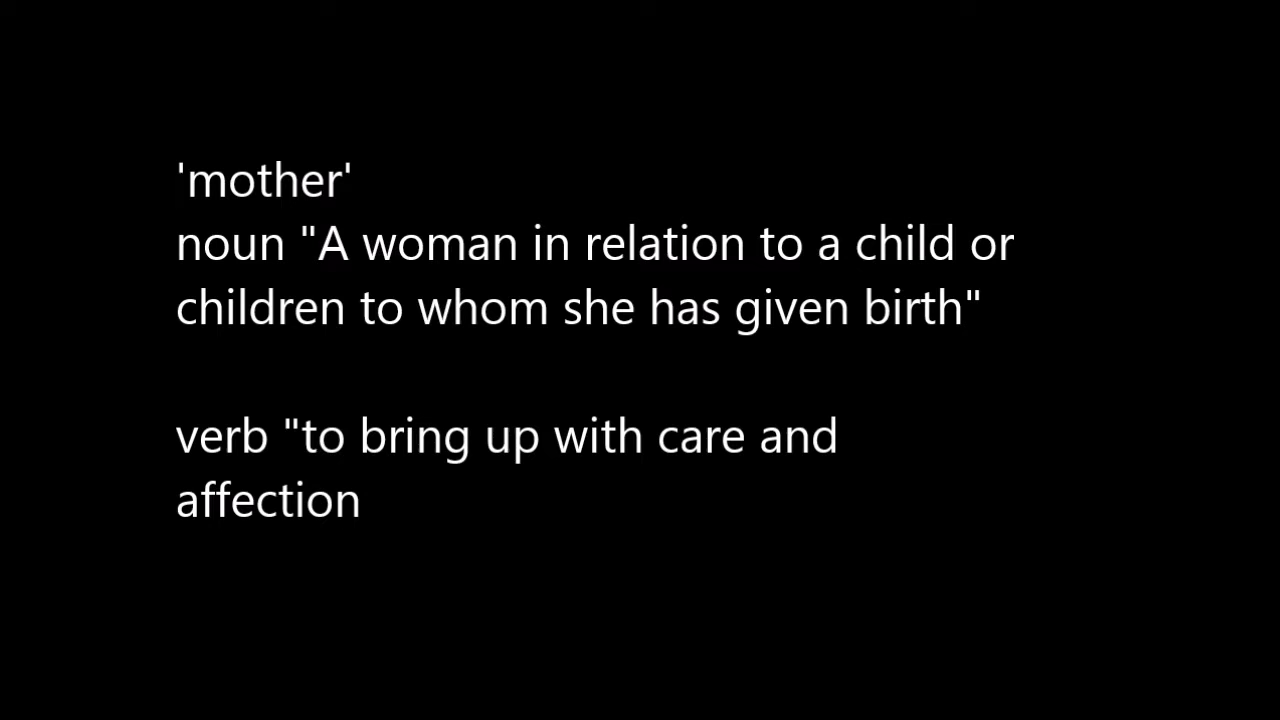 'mother'
noun "A woman in relation to a child or
children to whom she has given birth"
verb "to bring up with care and
affection